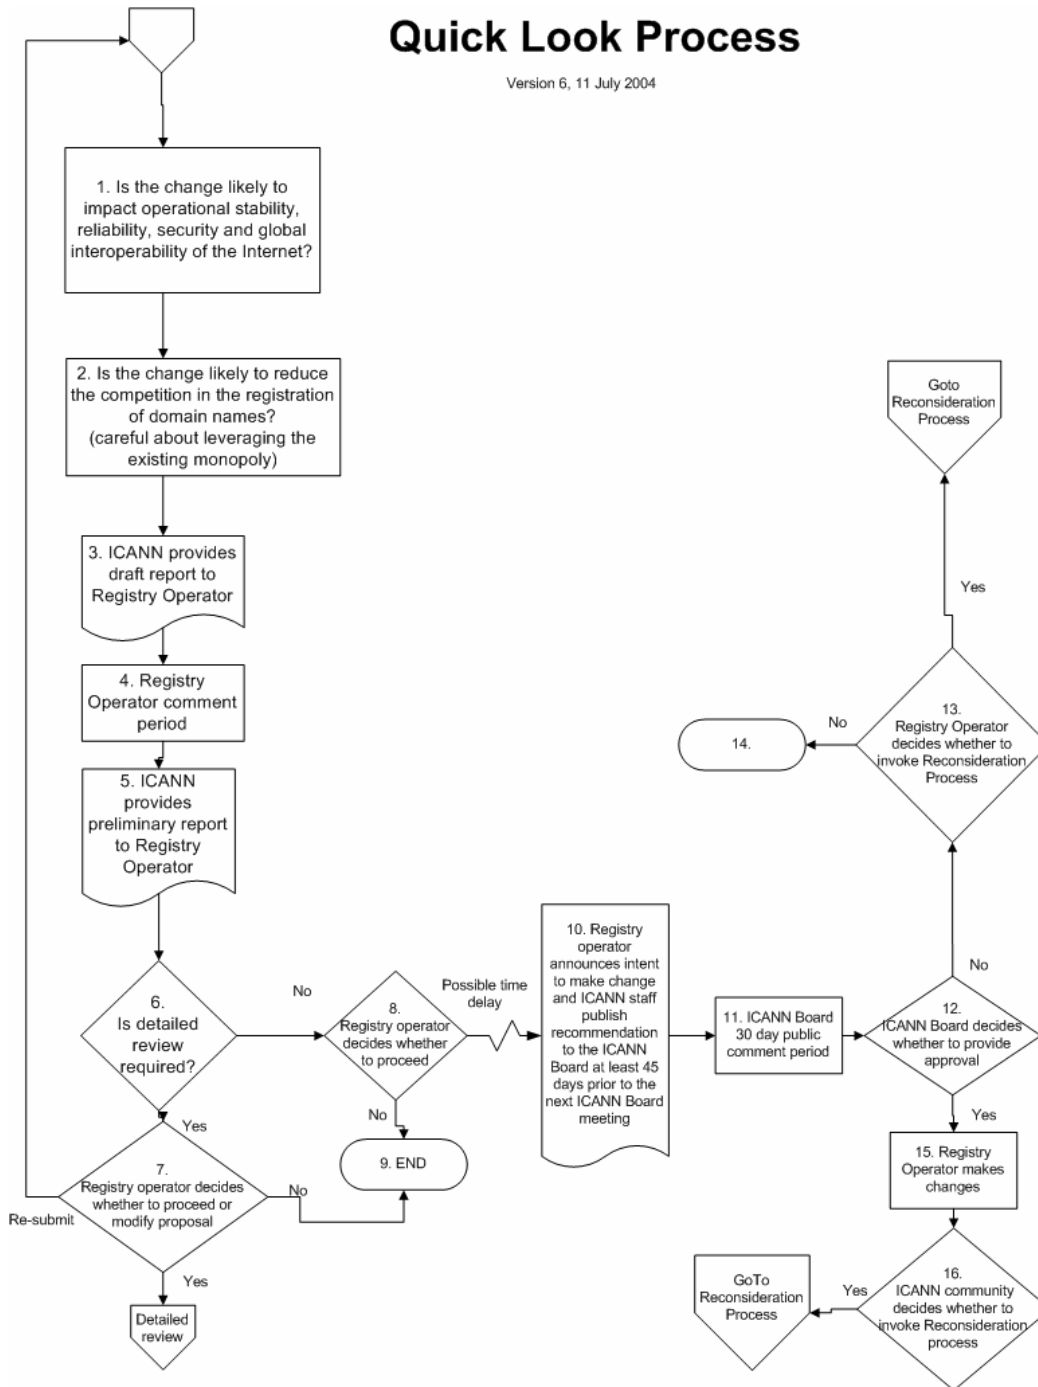 Quick Look Process
Version 6, 11 July 2004
1. Is the change likely to
impact operational stability,
reliability, security and global
interoperability of the Internet?
2. Is the change likely to reduce
the competition in the registration
of domain names?
(careful about leveraging the
existing monopoly)
3. ICANN provides
draft report to
Registry Operator
4. Registry
Operator comment
period
5. ICANN
provides
preliminary report
to Registry
Operator
6.
Is detailed
review
required?
No
Yes
7.
Registry operator decides
whether to proceed or
modify proposal
No
Re-submit
Yes
Detailed
review
8.
Registry operator
decides whether
to proceed
No
9. END
Possible time
delay
10. Registry
operator
announces intent
to make change
and ICANN staff
publish
recommendation
to the ICANN
Board at least 45
days prior to the
next ICANN Board
meeting
11. ICANN Board
30 day public
comment period
12.
ICANN Board decides
whether to provide
approval
No
Yes
13.
Registry Operator
decides whether to
invoke Reconsideration
Process
No
14.
Yes
Goto
Reconsideration
Process
15. Registry
Operator makes
changes
16.
ICANN community
decides whether to
invoke Reconsideration
process
Yes
GoTo
Reconsideration
Process